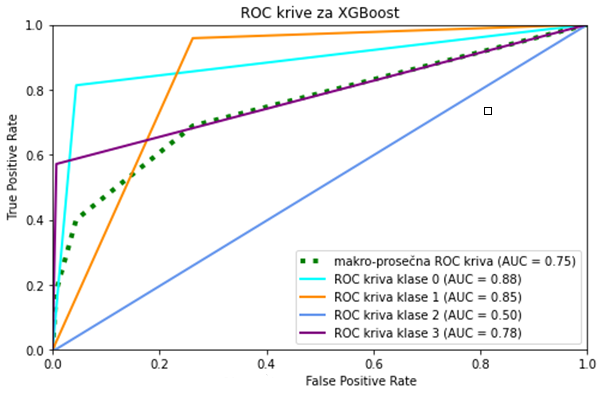 ROC krive za XGBoost
True Positive Rate
1.0
0.8
0.6
0.4
0.2
0.0
makro-prosečna ROC kriva (AUC = 0.75)
ROC kriva klase 0 (AUC = 0.88)
ROC kriva klase 1 (AUC = 0.85)
ROC kriva klase 2 (AUC = 0.50)
ROC kriva klase 3 (AUC = 0.78)
0.0 0.2 0.4 0.6 0.8 1.0
False Positive Rate